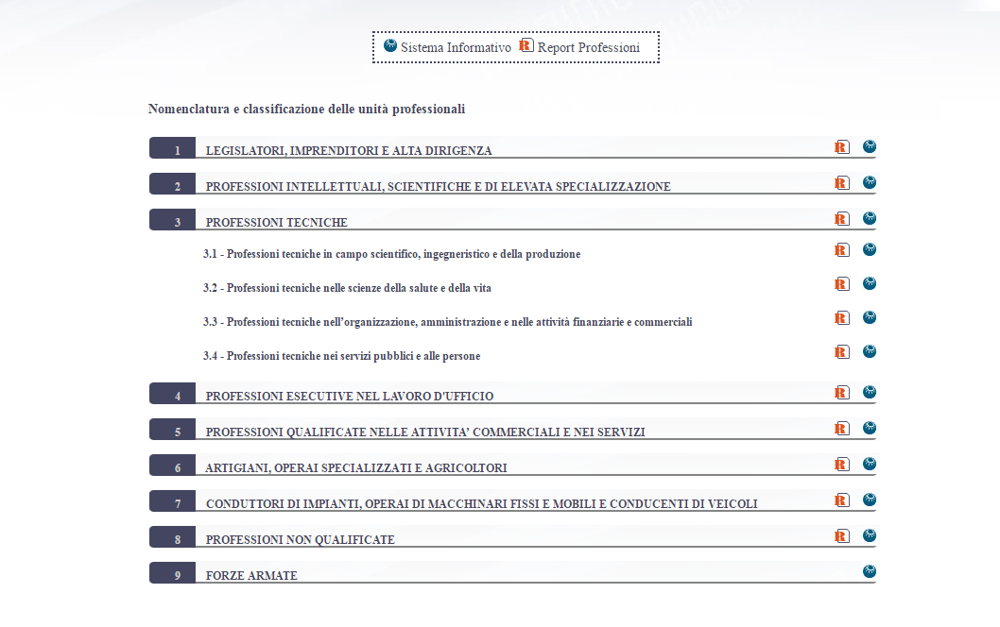 Sistema Informativo Report Professioni
Nomenclatura e classificazione delle unità professionali
1 LEGISLATORI, IMPRENDITORI E ALTA DIRIGENZA
2 PROFESSIONI INTELLETTUALI, SCIENTIFICHE E DI ELEVATA SPECIALIZZAZIONE
3 PROFESSIONI TECNICHE
3.1 - Professioni tecniche in campo scientifico, ingegneristico e della produzione
3.2 - Professioni tecniche nelle scienze della salute e della vita
3.3 - Professioni tecniche nell’organizzazione, amministrazione e nelle attività finanziarie e commerciali
3.4 - Professioni tecniche nei servizi pubblici e alle persone
4 PROFESSIONI ESECUTIVE NEL LAVORO D'UFFICIO
5 PROFESSIONI QUALIFICATE NELLE ATTIVITA’ COMMERCIALI E NEI SERVIZI
6 ARTIGIANI, OPERAI SPECIALIZZATI E AGRICOLTORI
7 CONDUTTORI DI IMPIANTI, OPERAI DI MACCHINARI FISSI E MOBILI E CONDUCENTI DI VEICOLI
8 PROFESSIONI NON QUALIFICATE
9 FORZE ARMATE